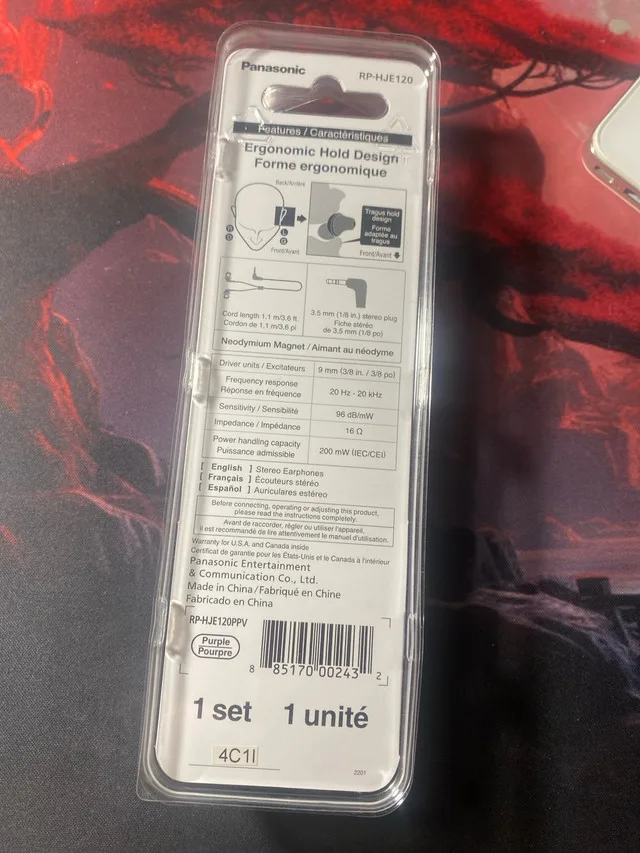 Panasonic RP-HJE120
Features / Caractéristiques
Ergonomic Hold Design
Forme ergonomique
Back/Arrière
Tragus hold
design
Forme
adaptée au
tragus
R
D
L
G
Front/Avant
Front/Avant
Cord length 1.1 m/3.6 ft.
Cordon de 1,1 m/3,6 pi
3.5 mm (1/8 in.) stereo plug
Fiche stéréo
de 3,5 mm (1/8 po)
Neodymium Magnet / Aimant au néodyme
Driver units / Excitateurs 9 mm (3/8 in. / 3/8 po)
Frequency response
Réponse en fréquence
20 Hz - 20 kHz
Sensitivity / Sensibilité 96 dB/mW
Impedance / Impédance 16 Ω
Power handling capacity
Puissance admissible
200 mW (IEC/CEI)
[ English ] Stereo Earphones
[ Français ] Écouteurs stéréo
[ Español ] Auriculares estéreo
Before connecting, operating or adjusting this product,
please read the instructions completely.
Avant de raccorder, régler ou utiliser l'appareil,
il est recommandé de lire attentivement le manuel d'utilisation.
Warranty for U.S.A. and Canada inside
Certificat de garantie pour les États-Unis et le Canada à l'intérieur
Panasonic Entertainment
& Communication Co., Ltd.
Made in China/Fabriqué en Chine
Fabricado en China
RP-HJE120PPV
Purple
Pourpre
8 85170 00243 2
1 set 1 unité
4C1I
2201